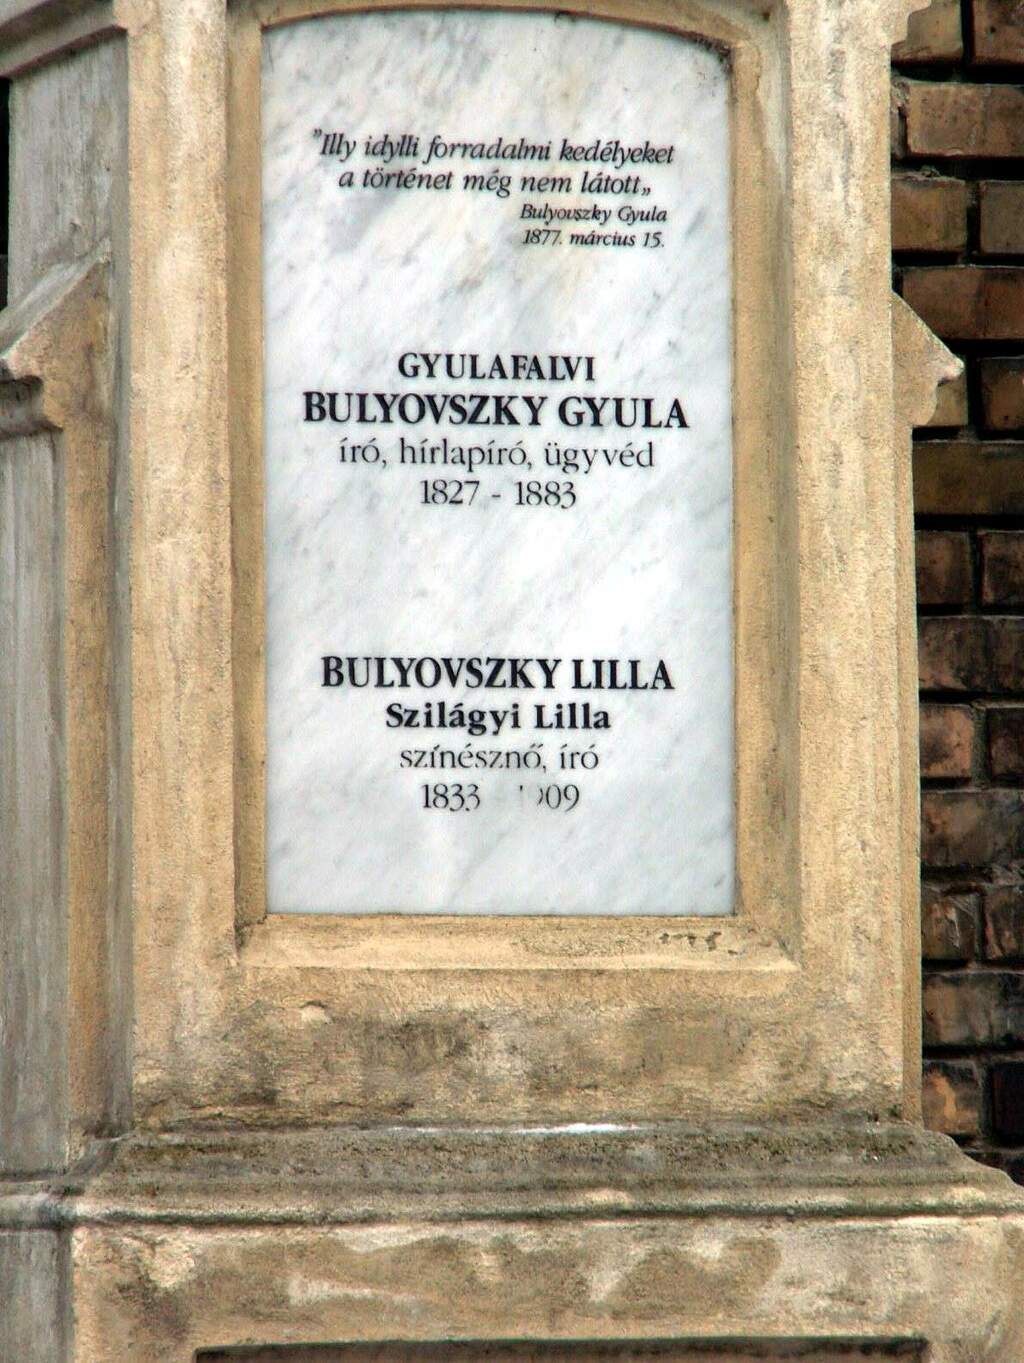 "Illy idylli forradalmi kedélyeket
a történet még nem látott„
Bulyovszky Gyula
1877. március 15.
GYULAFALVI
BULYOVSZKY GYULA
író, hírlapíró, ügyvéd
1827 - 1883
BULYOVSZKY LILLA
Szilágyi Lilla
színésznő, író
1833